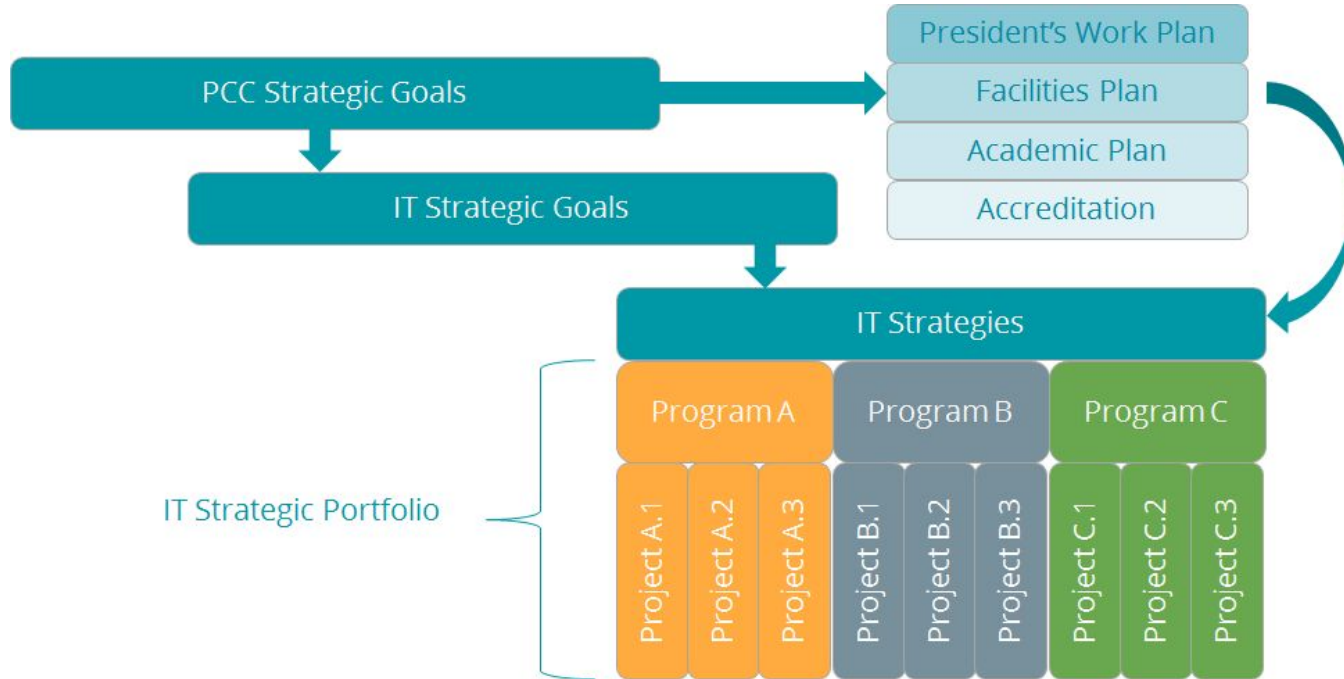 President’s Work Plan
PCC Strategic Goals
Facilities Plan
Academic Plan
IT Strategic Goals
Accreditation
IT Strategies
Program A
Program B
Program C
IT Strategic Portfolio
Project A.1
Project A.2
Project A.3
Project B.1
Project B.2
Project B.3
Project C.1
Project C.2
Project C.3